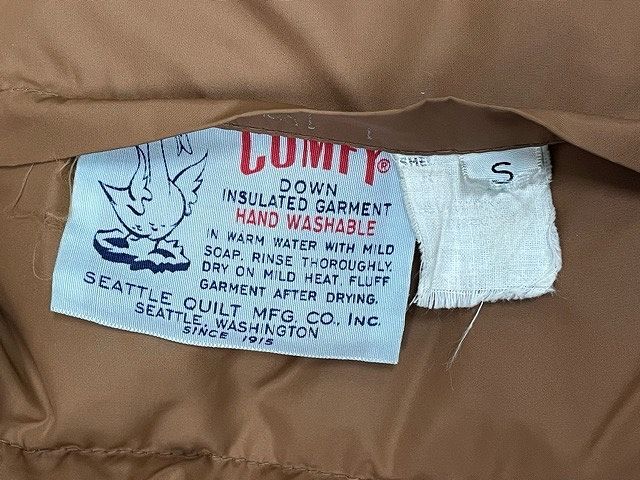 COMFY®
DOWN
INSULATED GARMENT
HAND WASHABLE
IN WARM WATER WITH MILD
SOAP. RINSE THOROUGHLY.
DRY ON MILD HEAT. FLUFF
GARMENT AFTER DRYING.
SEATTLE QUILT MFG. CO., INC.
SEATTLE, WASHINGTON
SINCE 1915
S